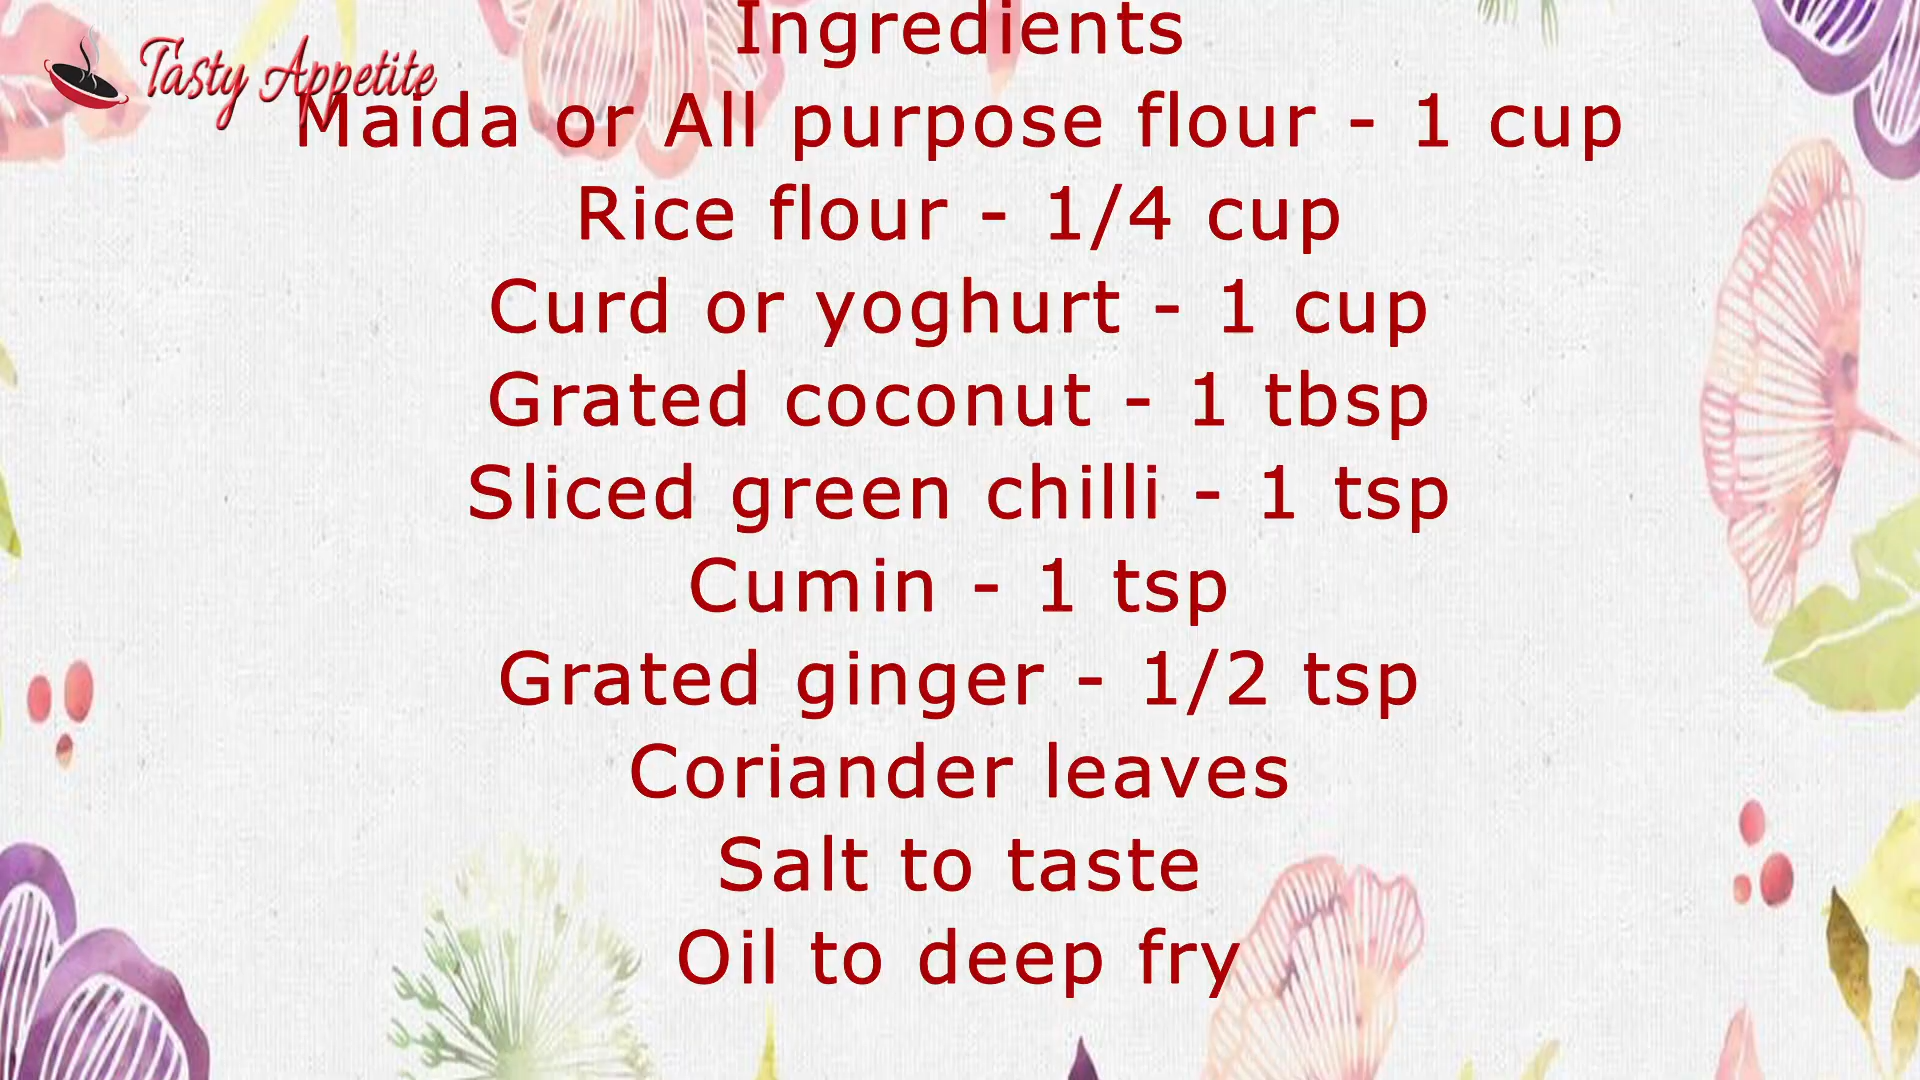 Ingredients
Tasty Appetite
Maida or All purpose flour - 1 cup
Rice flour - 1/4 cup
Curd or yoghurt - 1 cup
Grated coconut - 1 tbsp
Sliced green chilli - 1 tsp
Cumin - 1 tsp
Grated ginger - 1/2 tsp
Coriander leaves
Salt to taste
Oil to deep fry